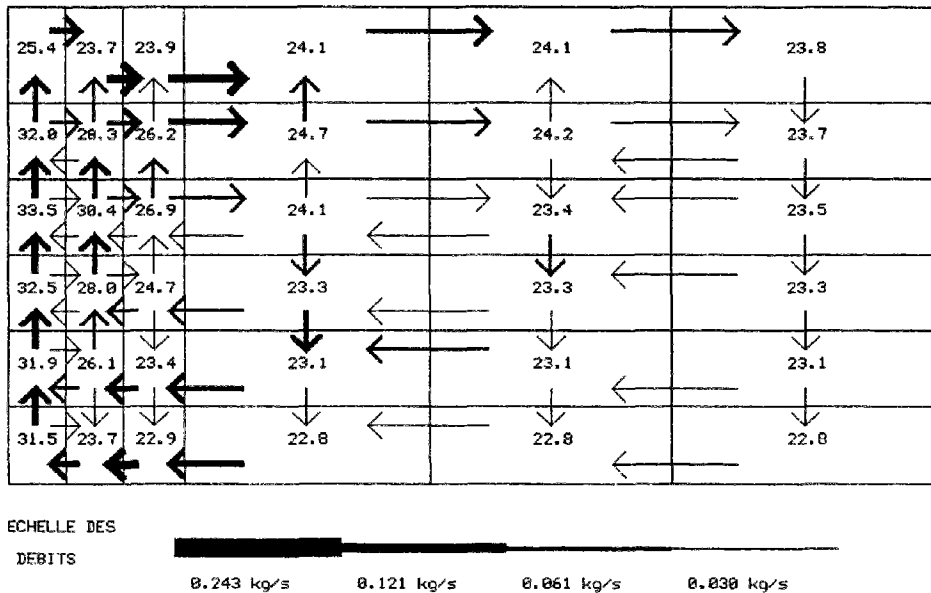 25.4 23.7 23.9 24.1 24.1 23.8
32.0 28.3 26.2 24.7 24.2 23.7
33.5 30.4 26.9 24.1 23.4 23.5
32.5 28.0 24.7 23.3 23.3 23.3
31.9 26.1 23.4 23.1 23.1 23.1
31.5 23.7 22.9 22.8 22.8 22.8
ECHELLE DES
DEBITS
0.243 kg/s 0.121 kg/s 0.061 kg/s 0.030 kg/s